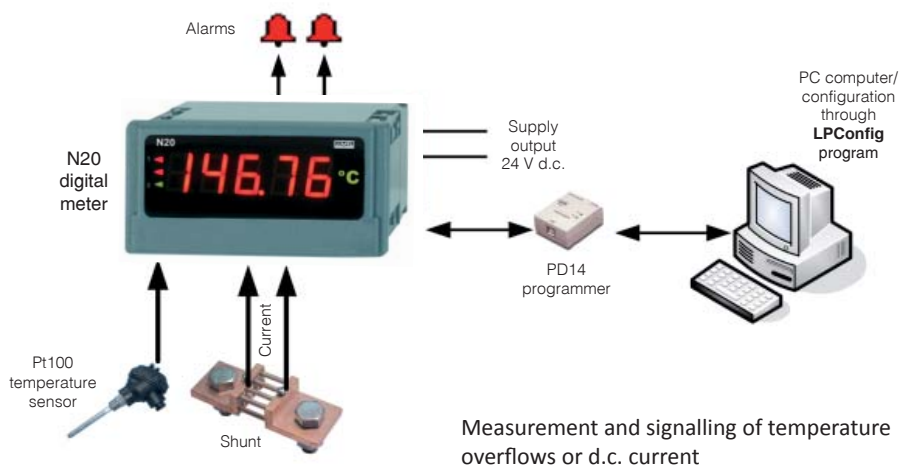 Alarms
N20
digital
meter
N20
146.76 °C
Supply
output
24 V d.c.
PC computer/
configuration
through
LPConfig
program
PD14
programmer
Current
Pt100
temperature
sensor
Shunt
Measurement and signalling of temperature
overflows or d.c. current